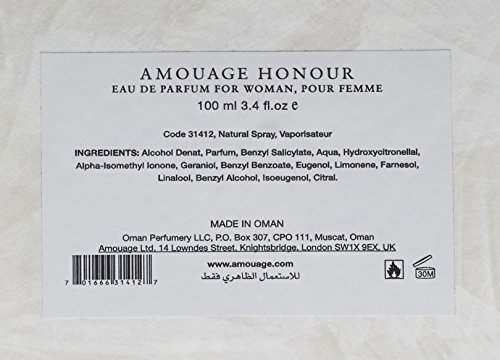 AMOUAGE HONOUR
EAU DE PARFUM FOR WOMAN, POUR FEMME
100 ml 3.4 fl.oz e
Code 31412, Natural Spray, Vaporisateur
INGREDIENTS: Alcohol Denat, Parfum, Benzyl Salicylate, Aqua, Hydroxycitronellal,
Alpha-Isomethyl Ionone, Geraniol, Benzyl Benzoate, Eugenol, Limonene, Farnesol,
Linalool, Benzyl Alcohol, Isoeugenol, Citral.
MADE IN OMAN
Oman Perfumery LLC, P.O. Box 307, CPO 111, Muscat, Oman
Amouage Ltd, 14 Lowndes Street, Knightsbridge, London SW1X 9EX, UK
www.amouage.com
للاستعمال الظاهري فقط
7 01666 31412 7
30M